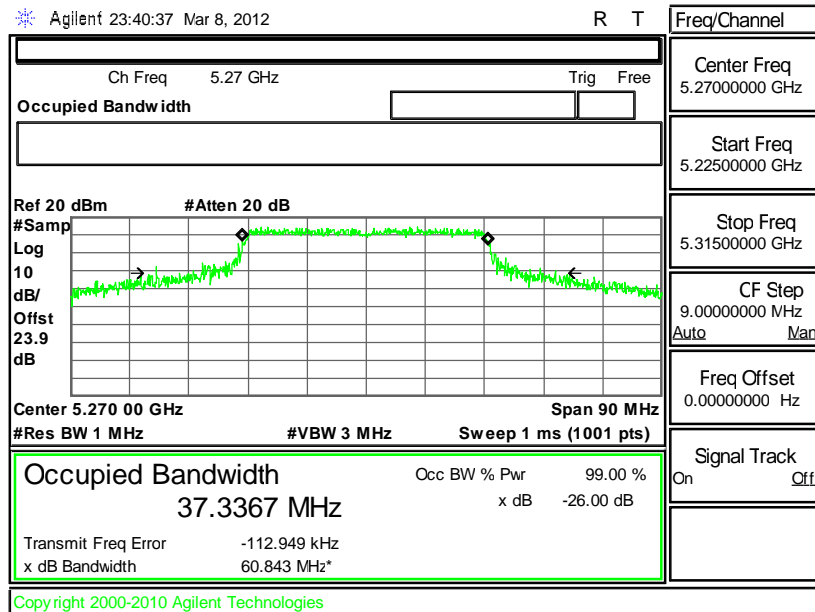 Agilent 23:40:37 Mar 8, 2012 R T
Freq/Channel
Ch Freq 5.27 GHz Trig Free
Occupied Bandwidth
Center Freq
5.27000000 GHz
Start Freq
5.22500000 GHz
Stop Freq
5.31500000 GHz
CF Step
9.00000000 MHz
Auto Man
Freq Offset
0.00000000 Hz
Signal Track
On Off
Ref 20 dBm #Atten 20 dB
#Samp
Log
10
dB/
Offst
23.9
dB
Center 5.270 00 GHz Span 90 MHz
#Res BW 1 MHz #VBW 3 MHz Sweep 1 ms (1001 pts)
Occupied Bandwidth Occ BW % Pwr 99.00 %
37.3367 MHz x dB -26.00 dB
Transmit Freq Error -112.949 kHz
x dB Bandwidth 60.843 MHz*
Copyright 2000-2010 Agilent Technologies